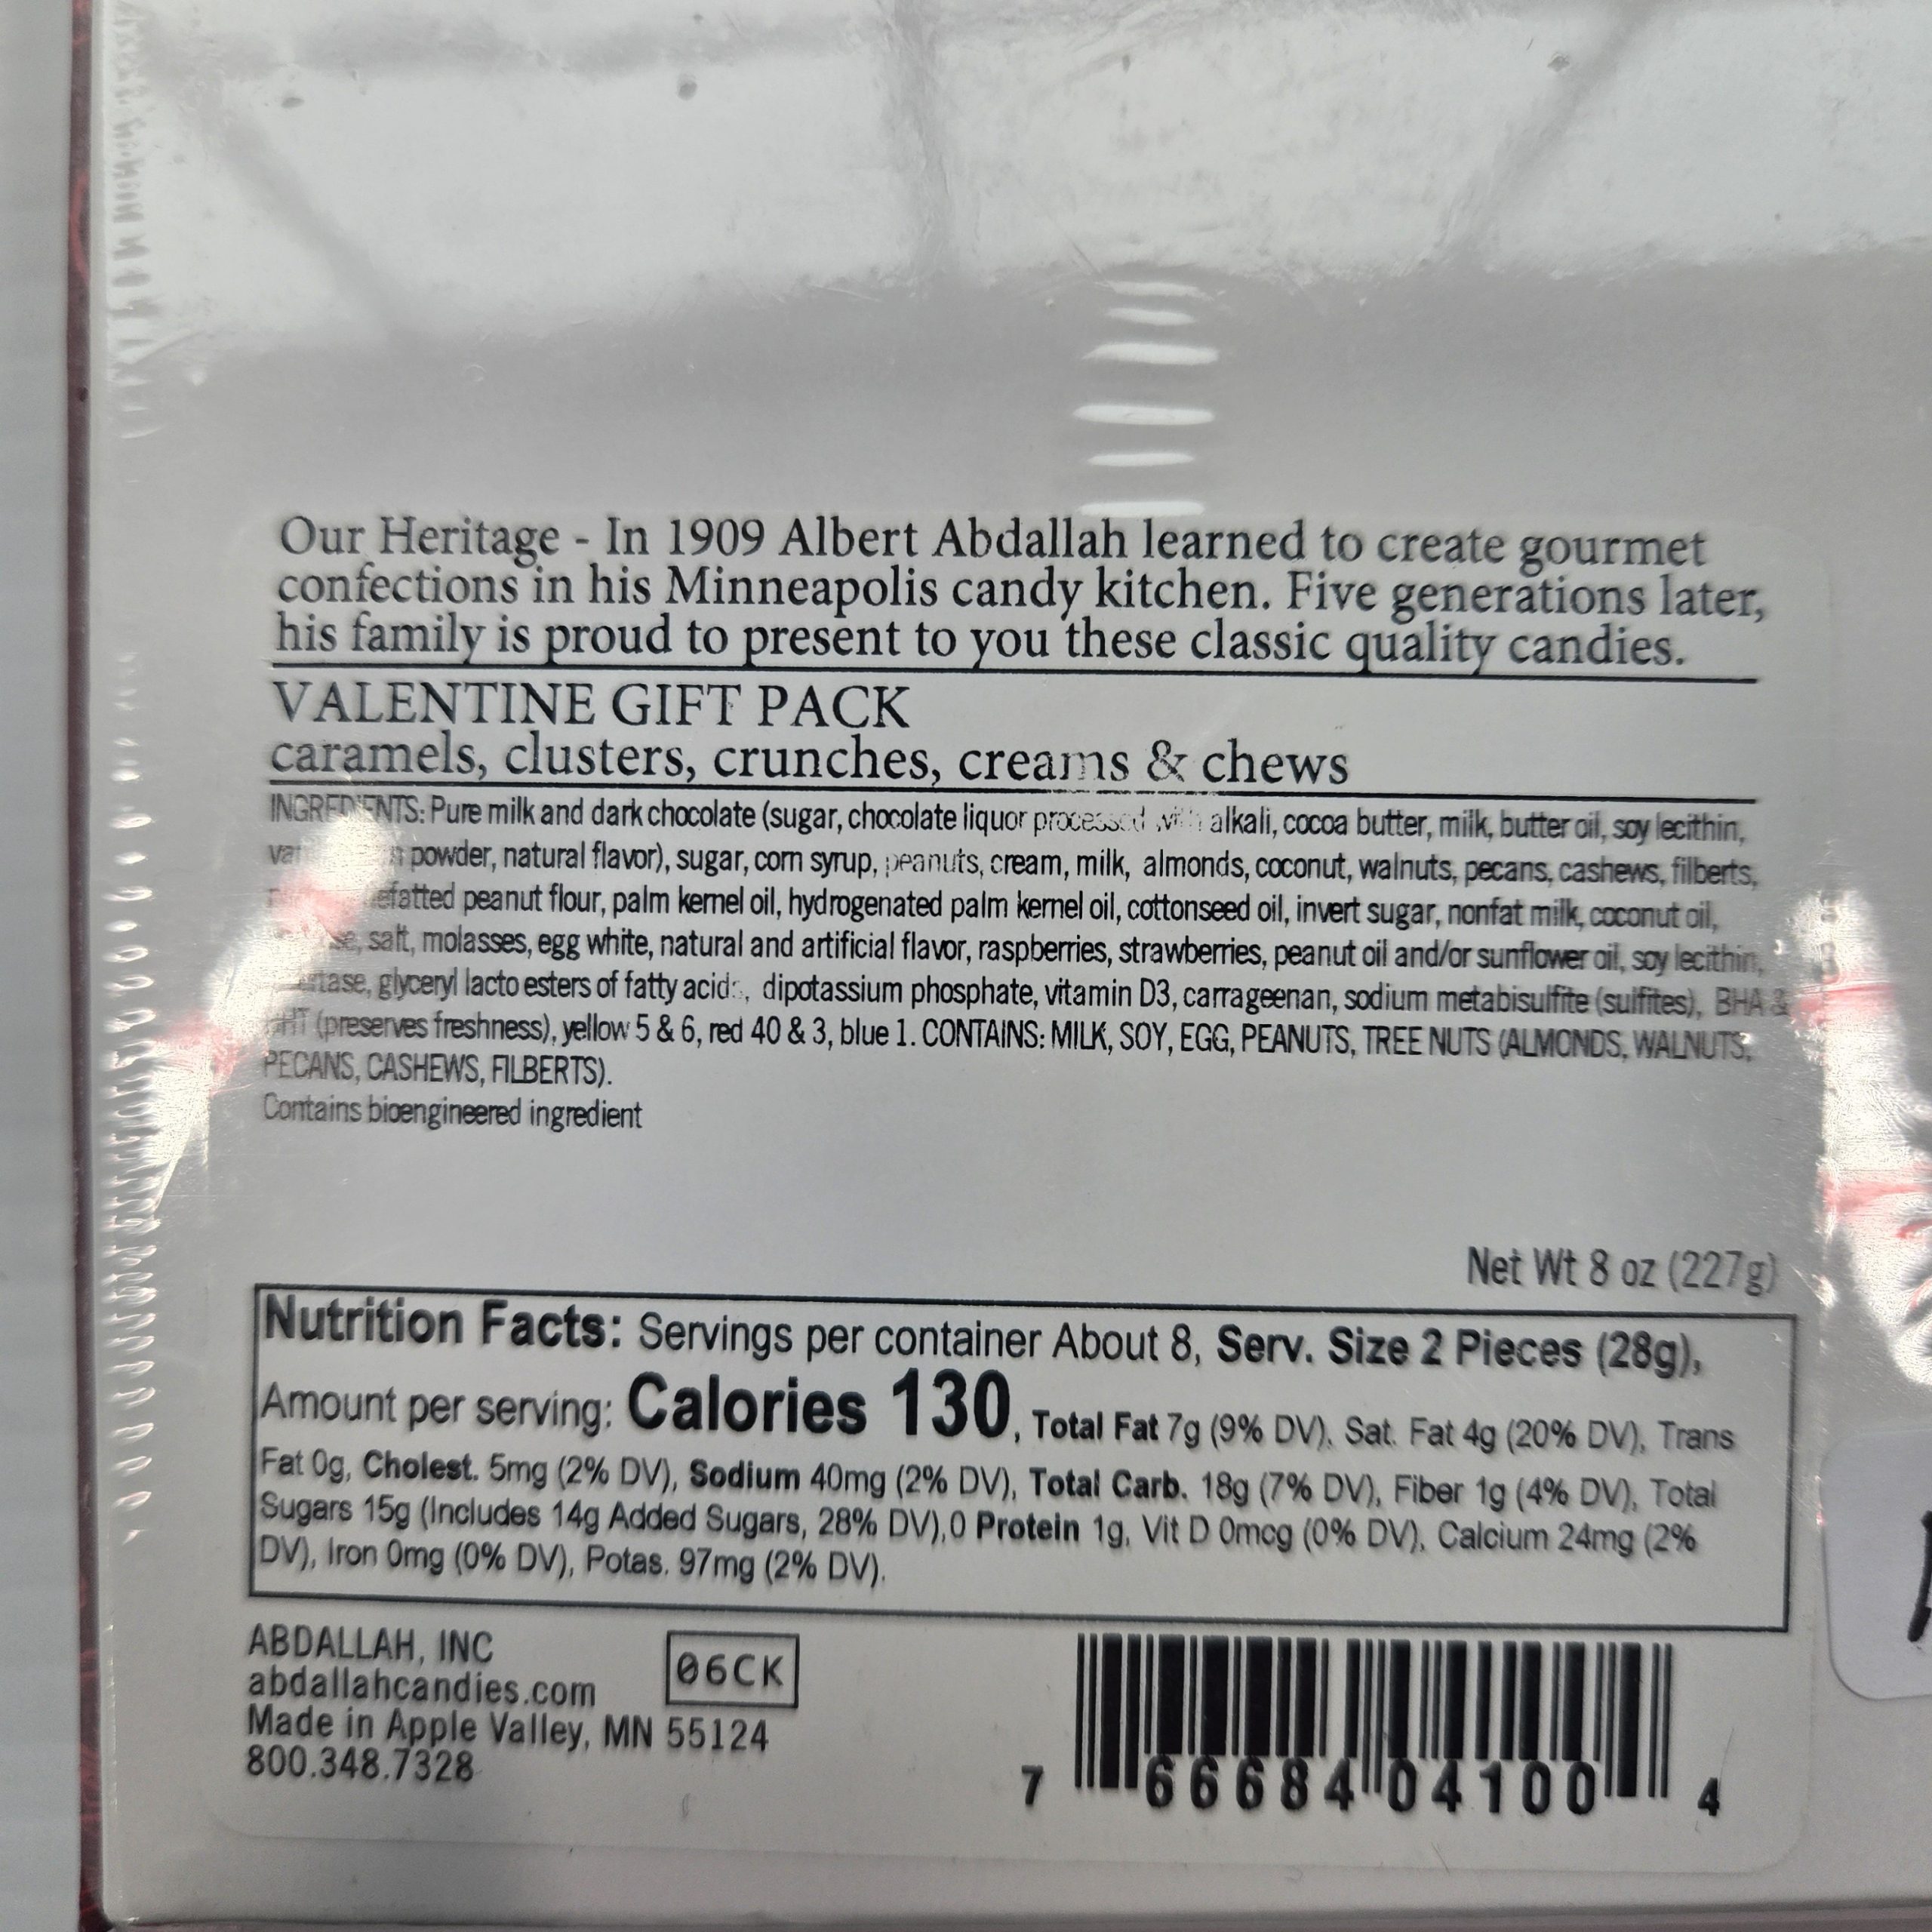 Our Heritage - In 1909 Albert Abdallah learned to create gourmet
confections in his Minneapolis candy kitchen. Five generations later,
his family is proud to present to you these classic quality candies.
VALENTINE GIFT PACK
caramels, clusters, crunches, creams & chews
INGREDIENTS: Pure milk and dark chocolate (sugar, chocolate liquor processed with alkali, cocoa butter, milk, butter oil, soy lecithin,
powder, natural flavor), sugar, corn syrup, peanuts, cream, milk, almonds, coconut, walnuts, pecans, cashews, filberts,
peanut flour, palm kernel oil, hydrogenated palm kernel oil, cottonseed oil, invert sugar, nonfat milk, coconut oil,
salt, molasses, egg white, natural and artificial flavor, raspberries, strawberries, peanut oil and/or sunflower oil, soy lecithin,
glyceryl lacto esters of fatty acids, dipotassium phosphate, vitamin D3, carrageenan, sodium metabisulfite (sulfites), BHA &
BHT (preserves freshness), yellow 5 & 6, red 40 & 3, blue 1. CONTAINS: MILK, SOY, EGG, PEANUTS, TREE NUTS (ALMONDS, WALNUTS,
PECANS, CASHEWS, FILBERTS).
Contains bioengineered ingredient
Net Wt 8 oz (227g)
Nutrition Facts: Servings per container About 8, Serv. Size 2 Pieces (28g),
Amount per serving: Calories 130, Total Fat 7g (9% DV), Sat. Fat 4g (20% DV), Trans
Fat 0g, Cholest. 5mg (2% DV), Sodium 40mg (2% DV), Total Carb. 18g (7% DV), Fiber 1g (4% DV), Total
Sugars 15g (Includes 14g Added Sugars, 28% DV),0 Protein 1g, Vit D 0mcg (0% DV), Calcium 24mg (2%
DV), Iron 0mg (0% DV), Potas. 97mg (2% DV).
ABDALLAH, INC
abdallahcandies.com
Made in Apple Valley, MN 55124
800.348.7328
06CK
7 66684 04100 4